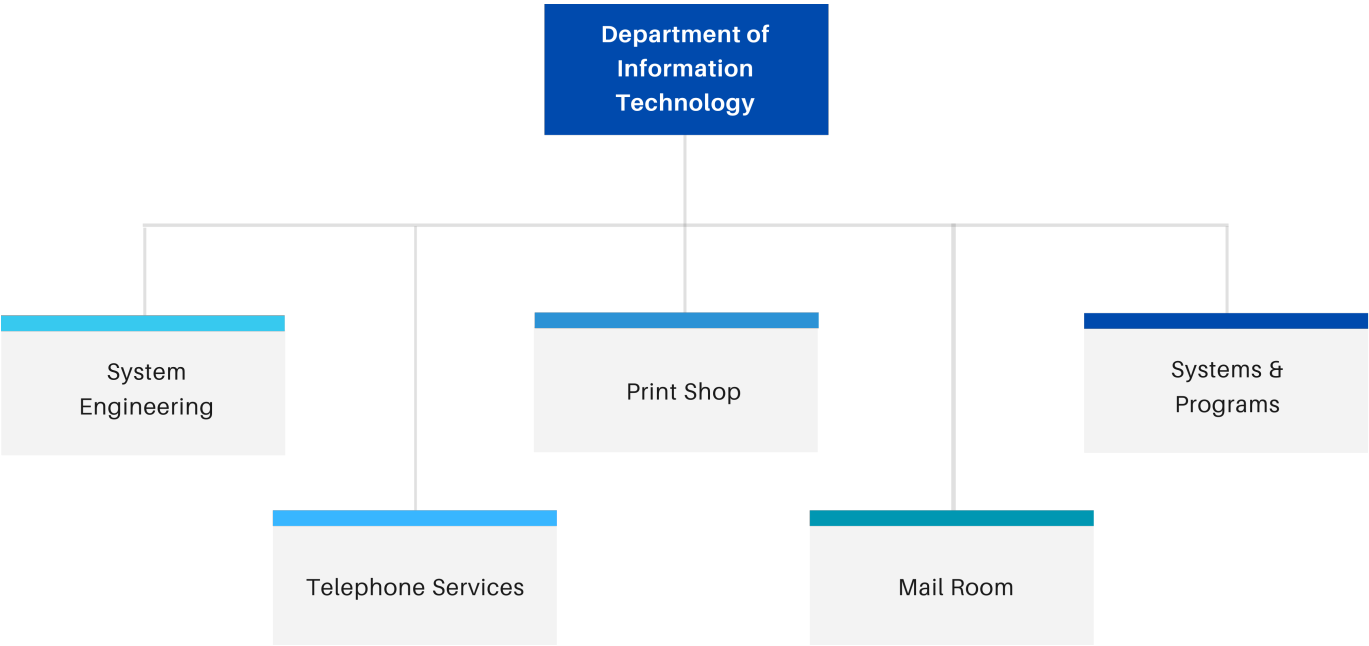 Department of
Information
Technology
System
Engineering
Print Shop
Systems &
Programs
Telephone Services
Mail Room